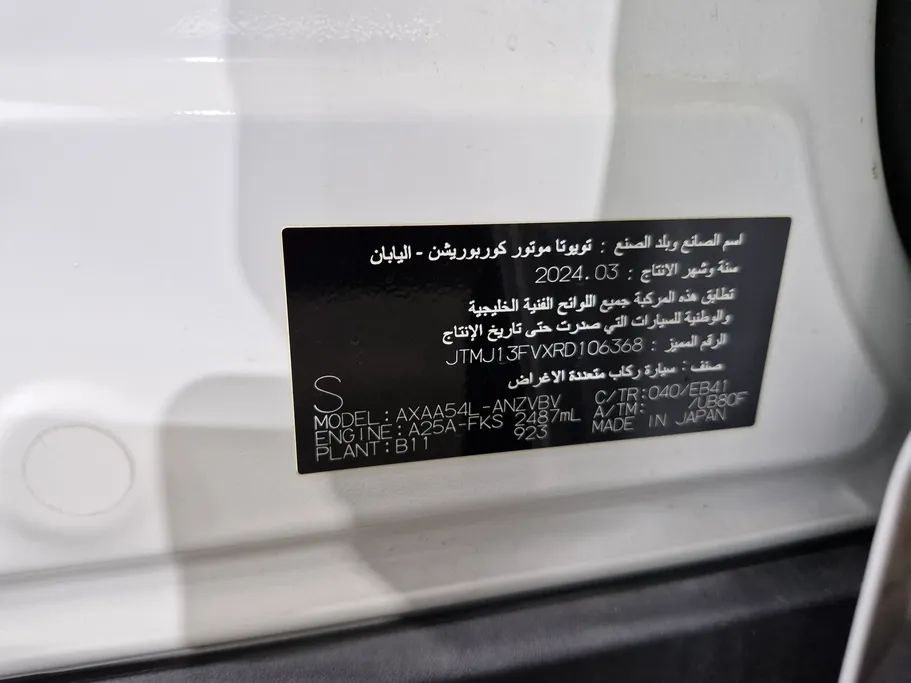 اسم الصانع وبلد الصنع : تويوتا موتور كوربوريشن - اليابان
سنة وشهر الانتاج : 2024.03
تطابق هذه المركبة جميع اللوائح الفنية الخليجية
والوطنية للسيارات التي صدرت حتى تاريخ الإنتاج
الرقم المميز : JTMJ13FVXRD106368
صنف : سيارة ركاب متعددة الاغراض
S
MODEL:AXAA54L-ANZVBV C/TR:040/EB41
ENGINE:A25A-FKS 2487mL A/TM: /UB80F
PLANT:B11 923 MADE IN JAPAN